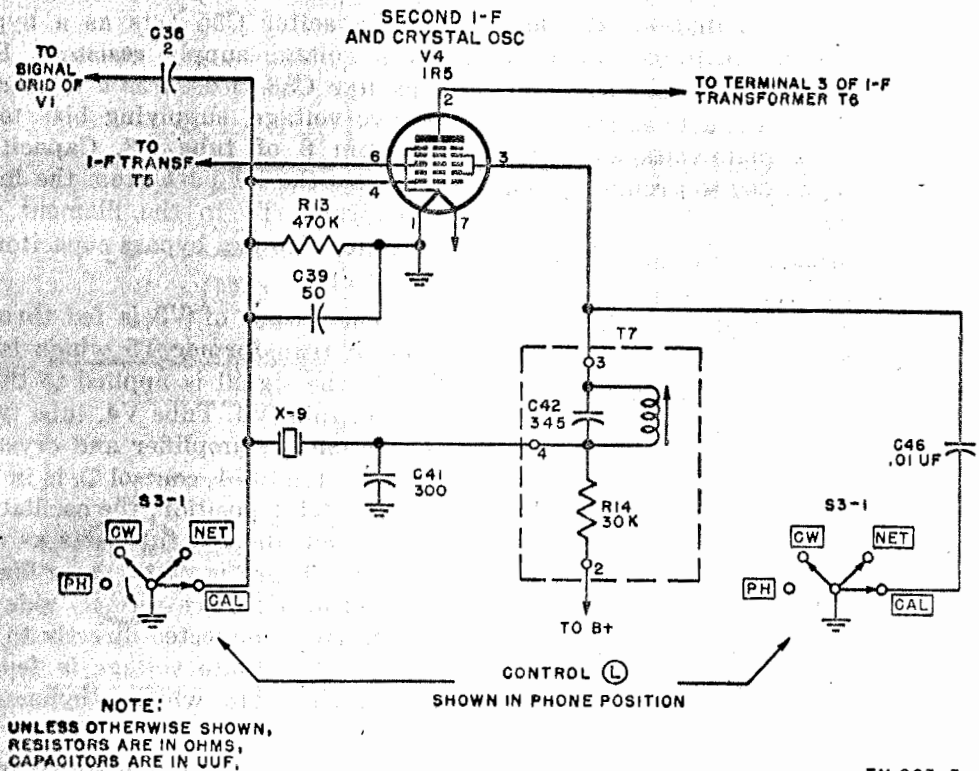 SECOND I-F
AND CRYSTAL OSC
V4
1R5
C36
2
TO
SIGNAL
GRID OF
V1
2
TO TERMINAL 3 OF I-F
TRANSFORMER T6
TO
I-F TRANSF
T5
6
3
4
1
7
R13
470K
C39
50
T7
3
C42
345
X-9
4
C41
300
C46
.01 UF
R14
30K
2
TO B+
S3-1
CW
NET
PH
CAL
S3-1
CW
NET
PH
CAL
CONTROL L
SHOWN IN PHONE POSITION
NOTE:
UNLESS OTHERWISE SHOWN,
RESISTORS ARE IN OHMS,
CAPACITORS ARE IN UUF,